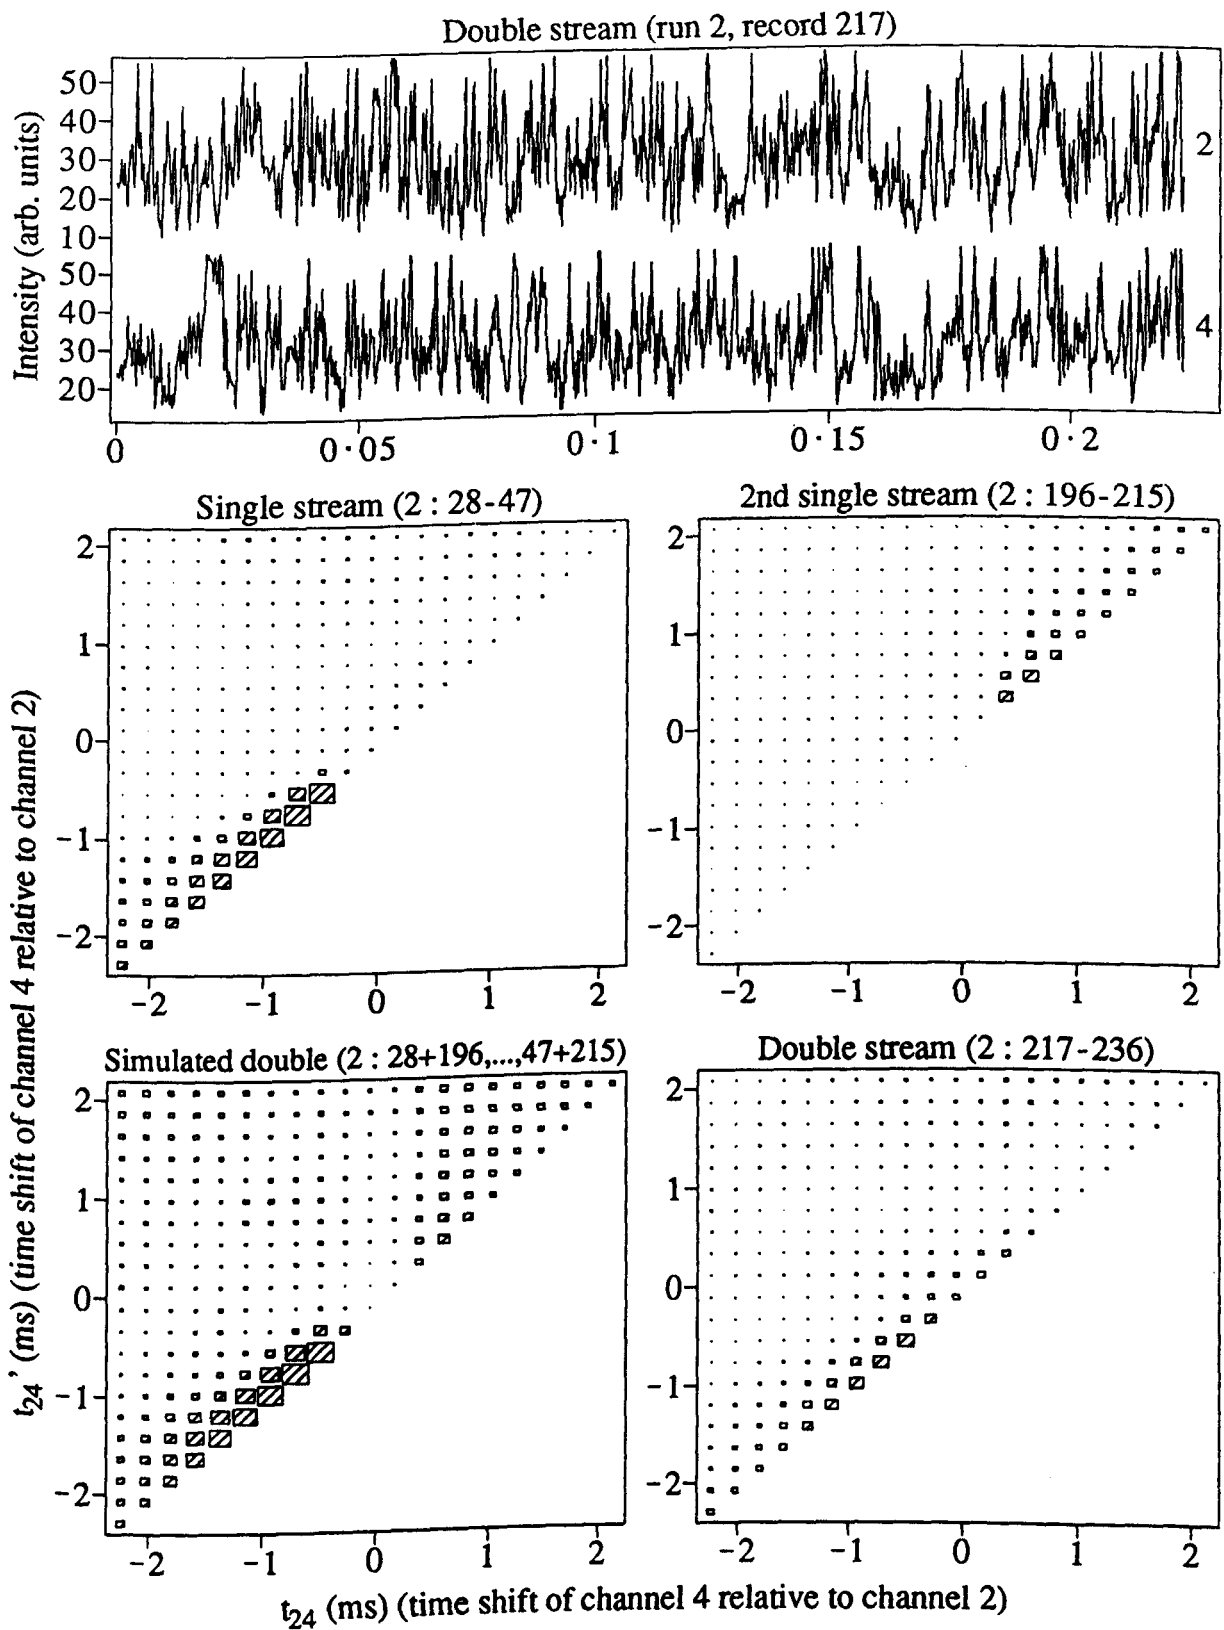 Double stream (run 2, record 217)
Intensity (arb. units)
50
40
30
20
10
2
50
40
30
20
4
0 0·05 0·1 0·15 0·2
t24' (ms) (time shift of channel 4 relative to channel 2)
Single stream (2 : 28-47)
2
1
0
−1
−2
−2 −1 0 1 2
2nd single stream (2 : 196-215)
2
1
0
−1
−2
−2 −1 0 1 2
Simulated double (2 : 28+196,...,47+215)
2
1
0
−1
−2
−2 −1 0 1 2
Double stream (2 : 217-236)
2
1
0
−1
−2
−2 −1 0 1 2
t24 (ms) (time shift of channel 4 relative to channel 2)